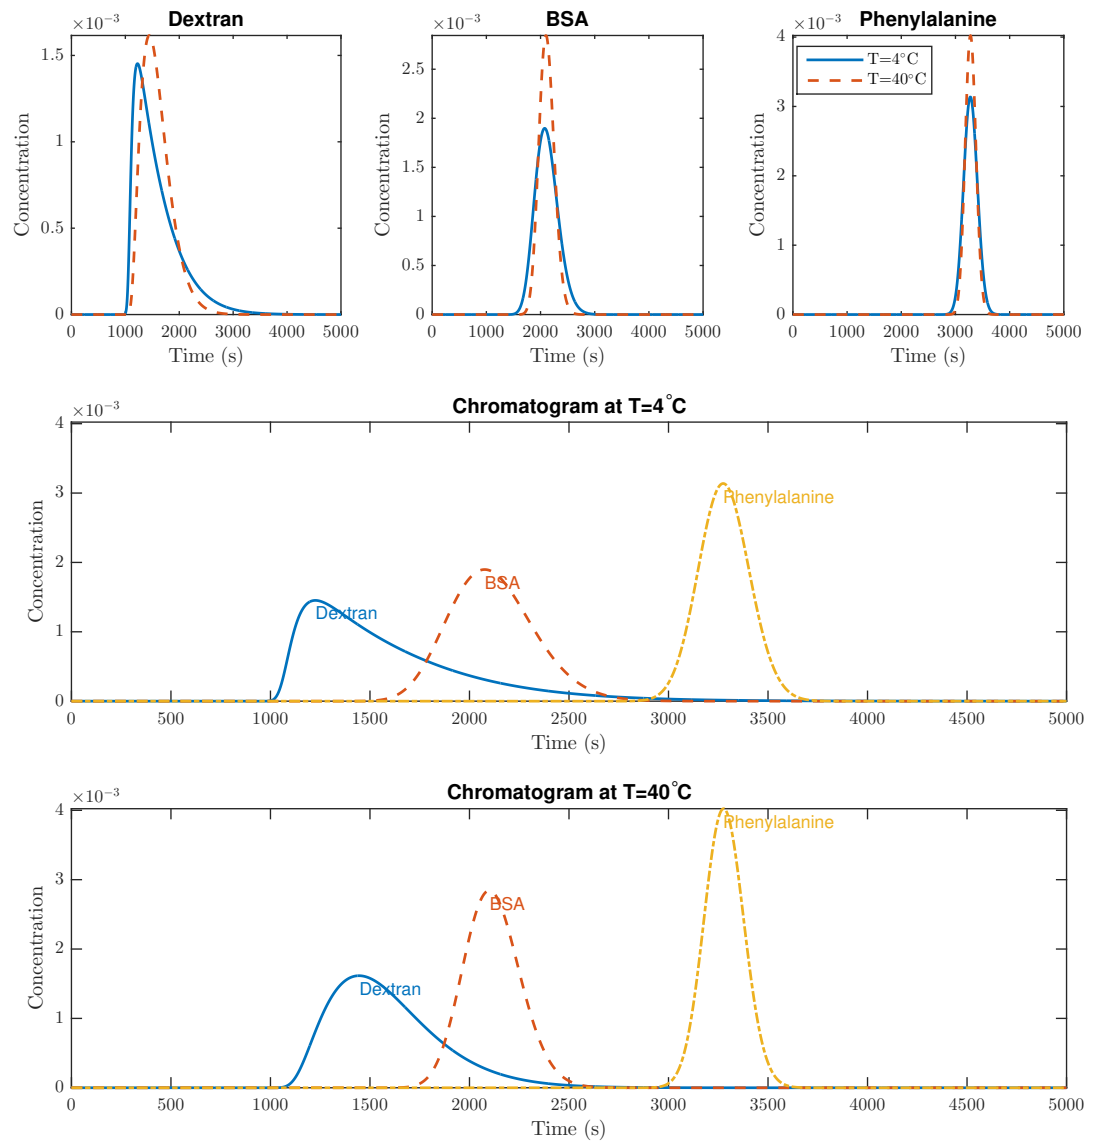 Dextran
×10⁻³
1.5
1
0.5
0
0 1000 2000 3000 4000 5000
Time (s)
Concentration
BSA
×10⁻³
2.5
2
1.5
1
0.5
0
0 1000 2000 3000 4000 5000
Time (s)
Concentration
Phenylalanine
×10⁻³
T=4°C
T=40°C
4
3
2
1
0
0 1000 2000 3000 4000 5000
Time (s)
Concentration
Chromatogram at T=4°C
×10⁻³
4
3
2
1
0
Phenylalanine
BSA
Dextran
0 500 1000 1500 2000 2500 3000 3500 4000 4500 5000
Time (s)
Concentration
Chromatogram at T=40°C
×10⁻³
4
3
2
1
0
Phenylalanine
BSA
Dextran
0 500 1000 1500 2000 2500 3000 3500 4000 4500 5000
Time (s)
Concentration